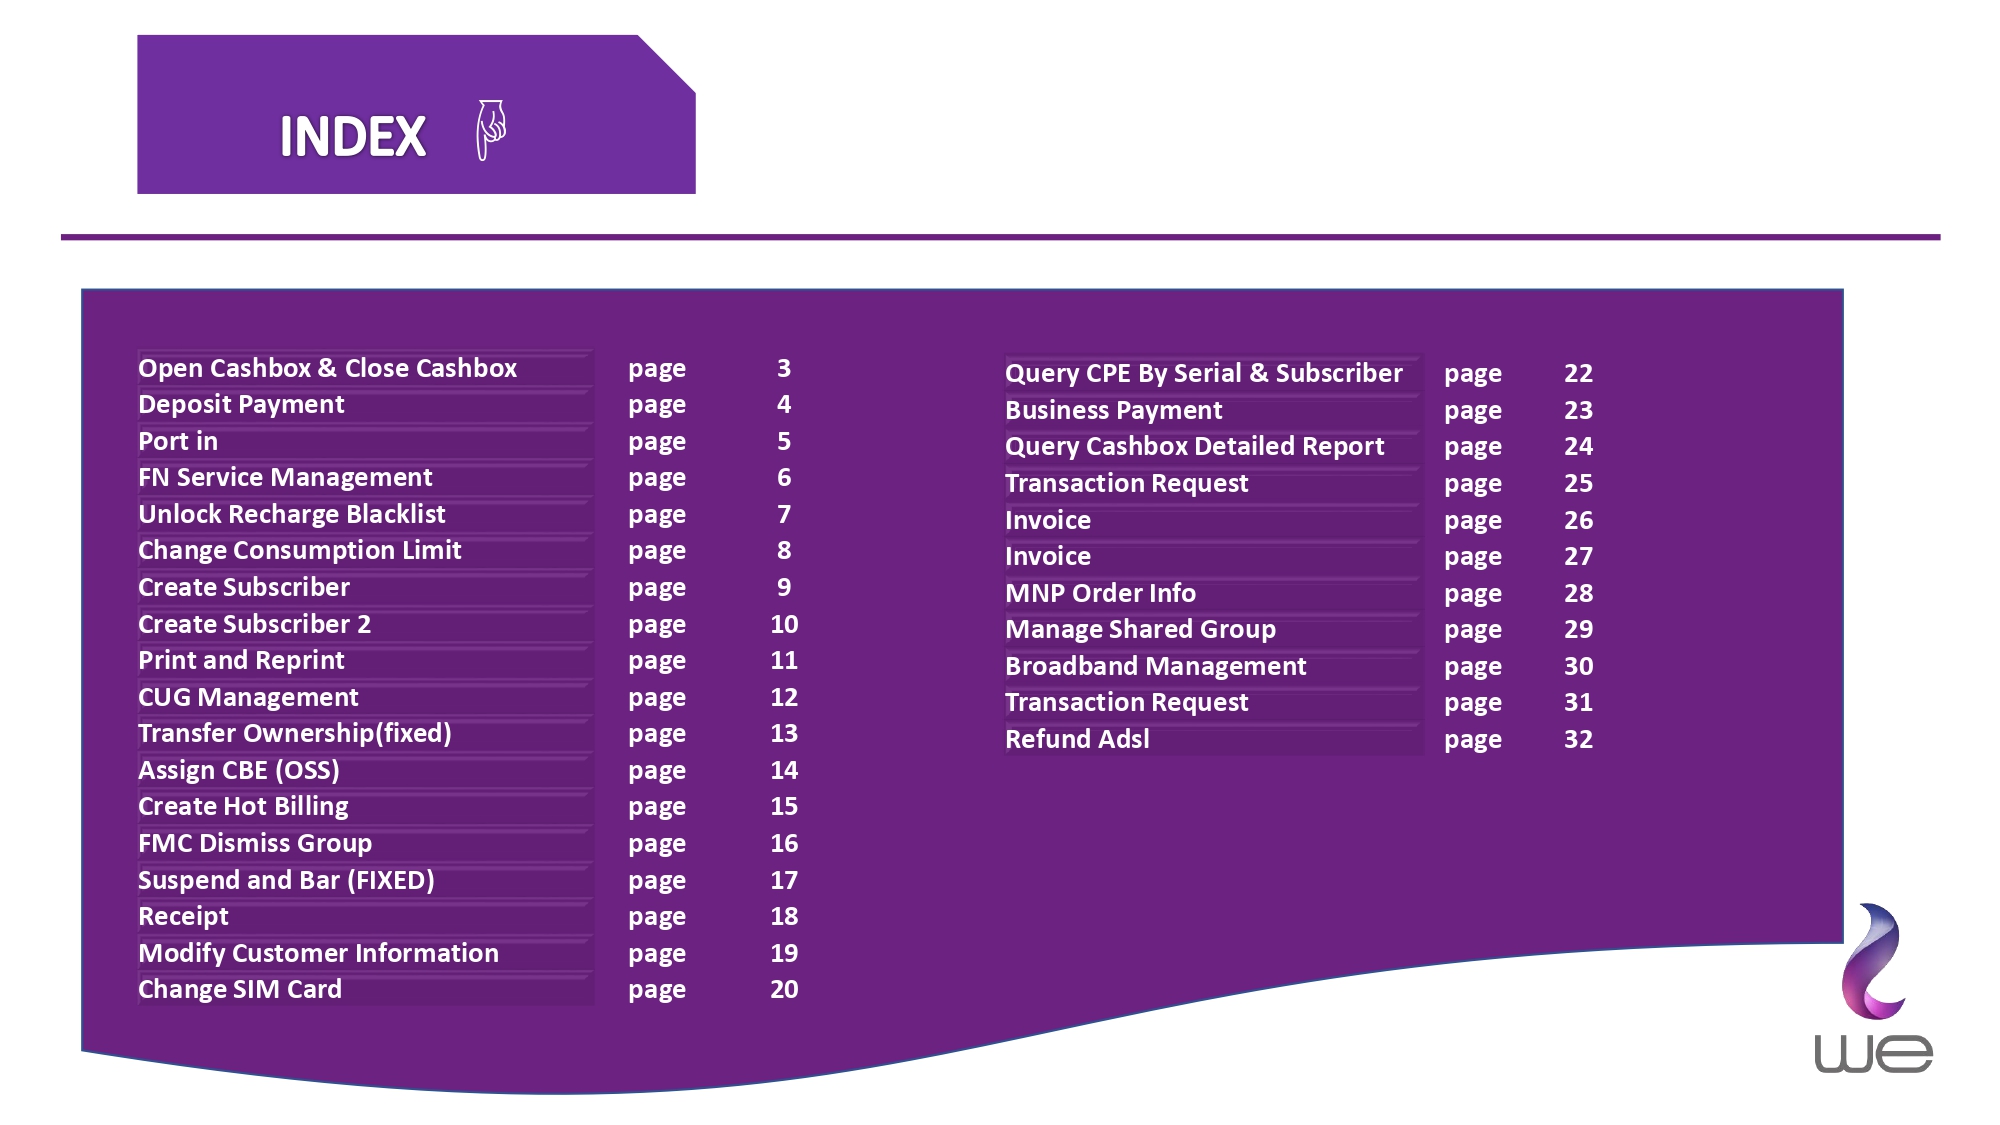 INDEX
Open Cashbox & Close Cashbox page 3
Deposit Payment page 4
Port in page 5
FN Service Management page 6
Unlock Recharge Blacklist page 7
Change Consumption Limit page 8
Create Subscriber page 9
Create Subscriber 2 page 10
Print and Reprint page 11
CUG Management page 12
Transfer Ownership(fixed) page 13
Assign CBE (OSS) page 14
Create Hot Billing page 15
FMC Dismiss Group page 16
Suspend and Bar (FIXED) page 17
Receipt page 18
Modify Customer Information page 19
Change SIM Card page 20
Query CPE By Serial & Subscriber page 22
Business Payment page 23
Query Cashbox Detailed Report page 24
Transaction Request page 25
Invoice page 26
Invoice page 27
MNP Order Info page 28
Manage Shared Group page 29
Broadband Management page 30
Transaction Request page 31
Refund Adsl page 32
we